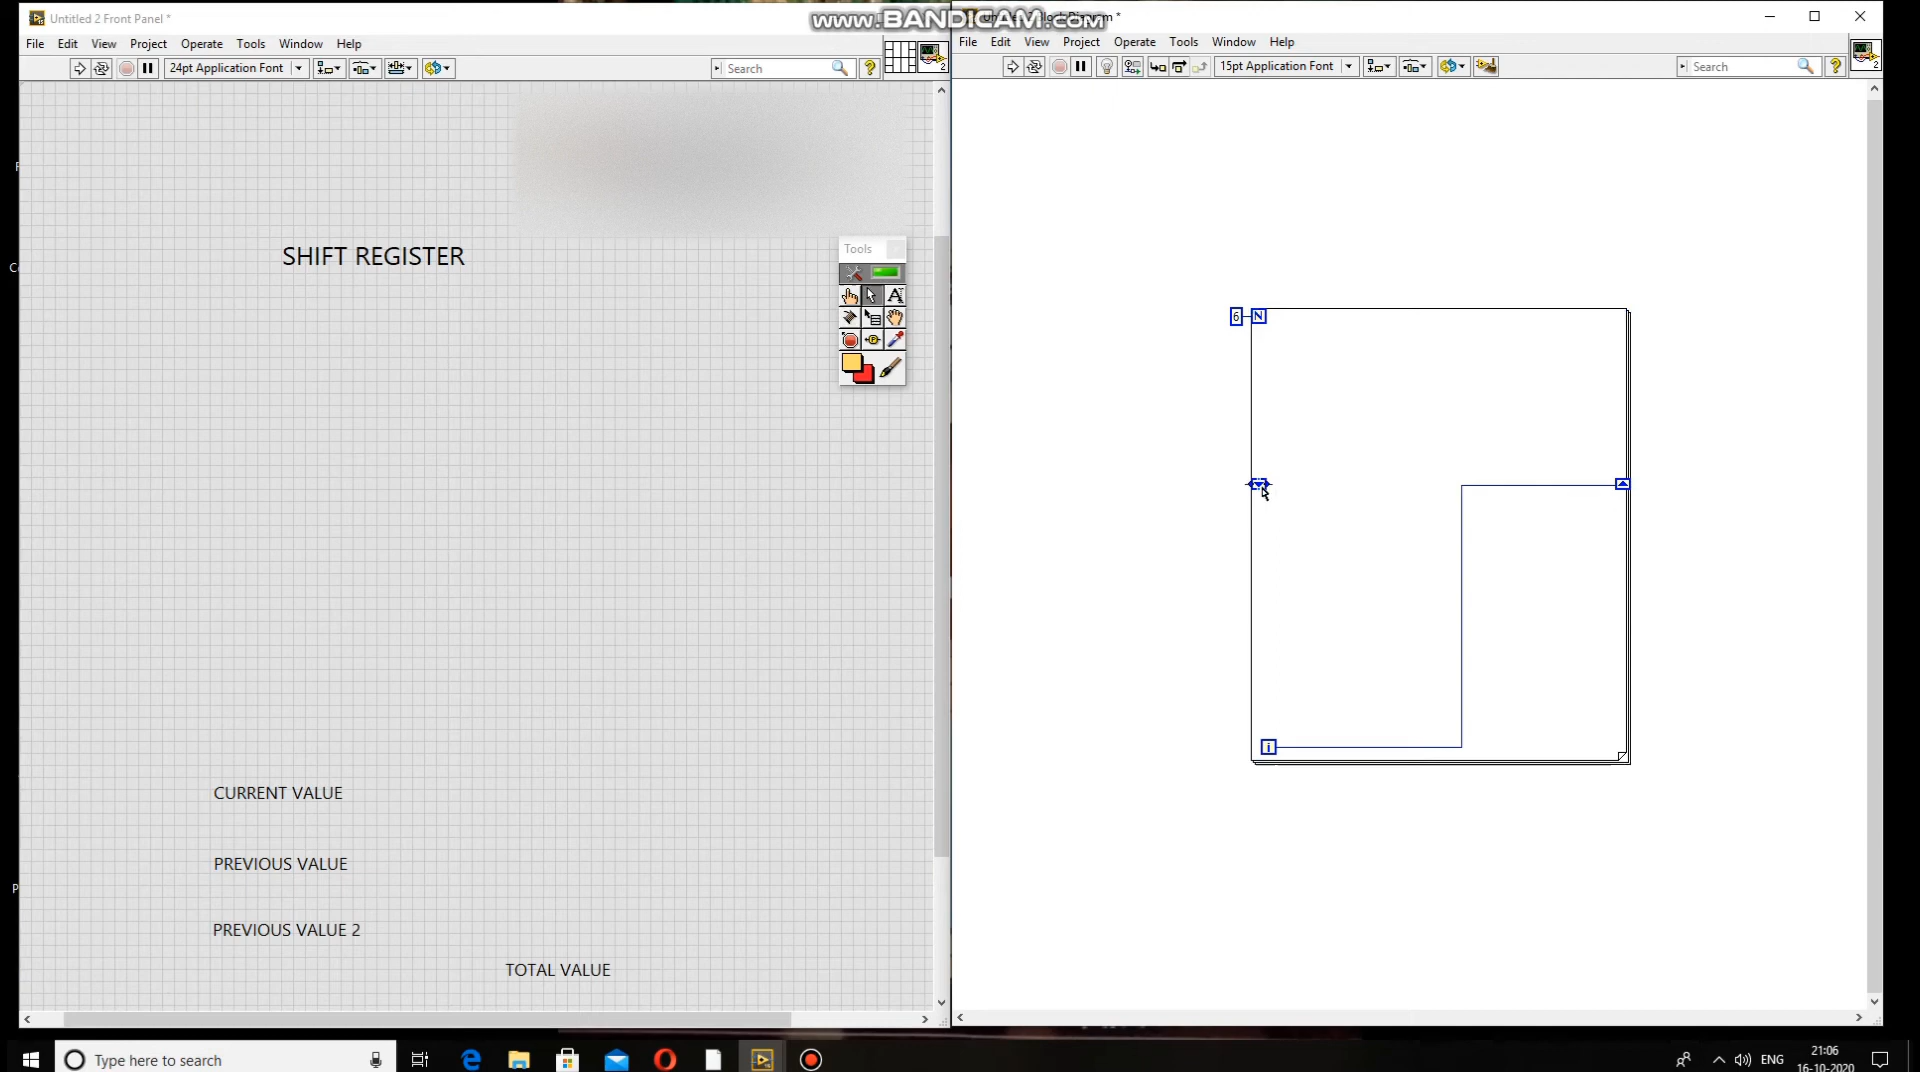 Untitled 2 Front Panel *
www.BANDICAM.com
File Edit View Project Operate Tools Window Help
24pt Application Font
Search
?
2
File Edit View Project Operate Tools Window Help
15pt Application Font
Search
?
2
SHIFT REGISTER
Tools
6 N
i
CURRENT VALUE
PREVIOUS VALUE
PREVIOUS VALUE 2
TOTAL VALUE
Type here to search
ENG
21:06
16-10-2020